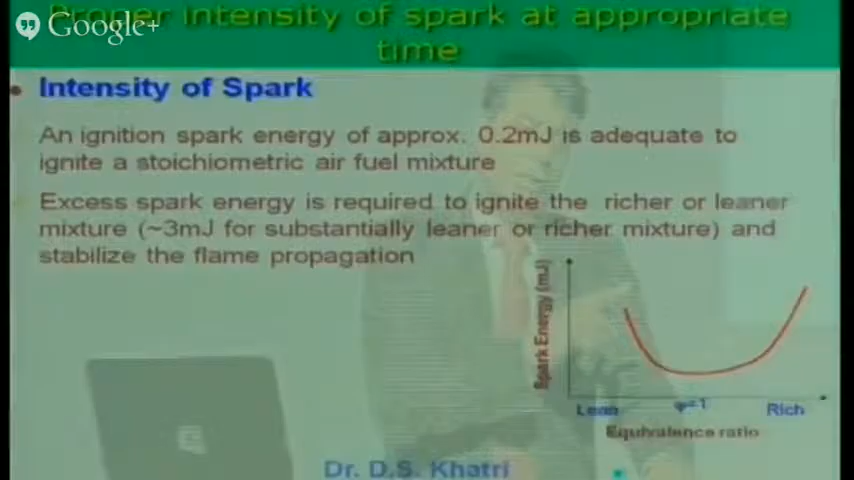 Google+
Proper intensity of spark at appropriate
time
Intensity of Spark
An ignition spark energy of approx. 0.2mJ is adequate to
ignite a stoichiometric air fuel mixture
Excess spark energy is required to ignite the richer or leaner
mixture (~3mJ for substantially leaner or richer mixture) and
stabilize the flame propagation
Spark Energy (mJ)
Lean
=1
Rich
Equivalence ratio
Dr. D.S. Khatri